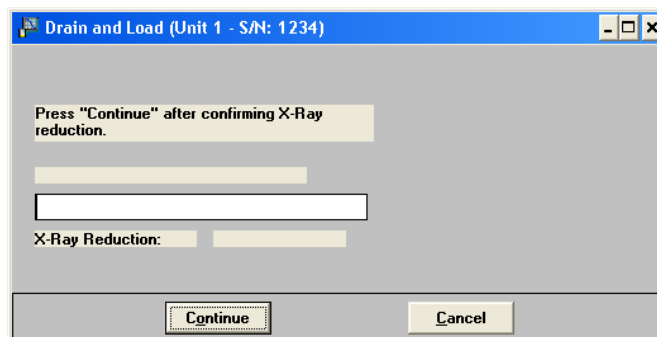 Drain and Load (Unit 1 - S/N: 1234)
Press "Continue" after confirming X-Ray
reduction.
X-Ray Reduction:
Continue
Cancel